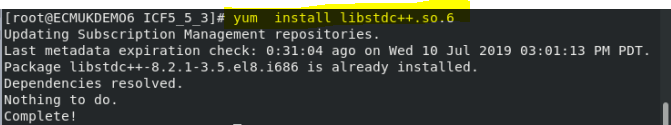 [root@ECMUKDEMO6 ICF5_5_3]# yum  install libstdc++.so.6
Updating Subscription Management repositories.
Last metadata expiration check: 0:31:04 ago on Wed 10 Jul 2019 03:01:13 PM PDT.
Package libstdc++-8.2.1-3.5.el8.i686 is already installed.
Dependencies resolved.
Nothing to do.
Complete!